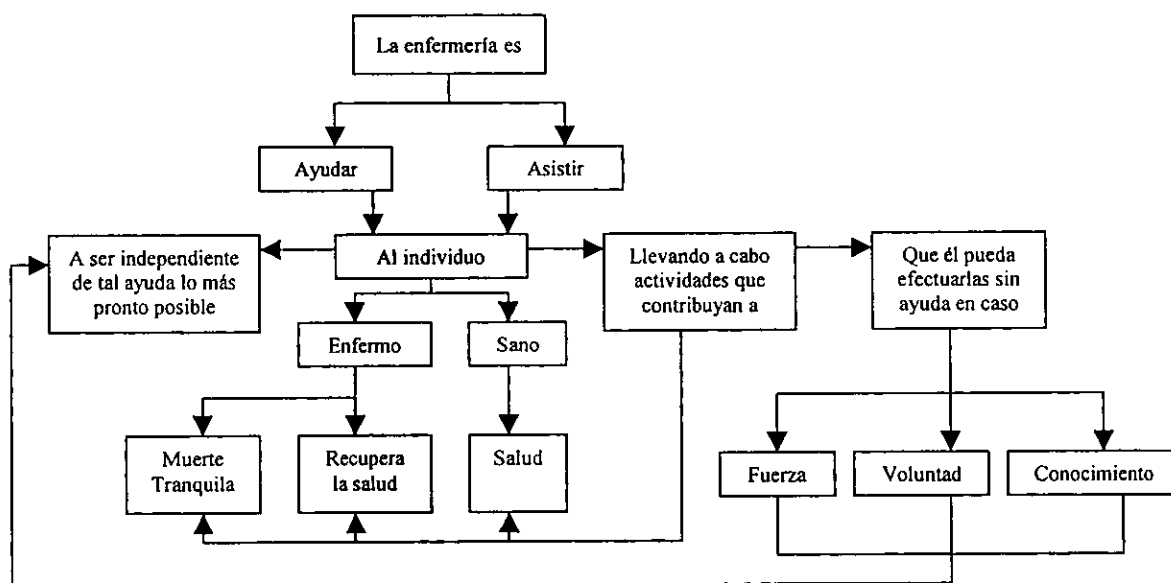 La enfermería es
Ayudar
Asistir
A ser independiente
de tal ayuda lo más
pronto posible
Al individuo
Llevando a cabo
actividades que
contribuyan a
Que él pueda
efectuarlas sin
ayuda en caso
Enfermo
Sano
Muerte
Tranquila
Recupera
la salud
Salud
Fuerza
Voluntad
Conocimiento